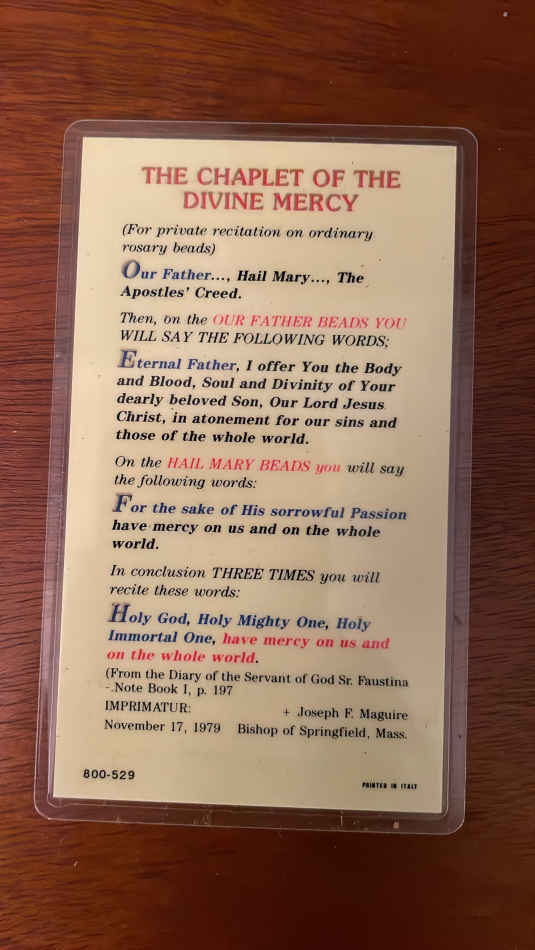 THE CHAPLET OF THE
DIVINE MERCY
(For private recitation on ordinary
rosary beads)
Our Father..., Hail Mary..., The
Apostles' Creed.
Then, on the OUR FATHER BEADS YOU
WILL SAY THE FOLLOWING WORDS;
Eternal Father, I offer You the Body
and Blood, Soul and Divinity of Your
dearly beloved Son, Our Lord Jesus
Christ, in atonement for our sins and
those of the whole world.
On the HAIL MARY BEADS you will say
the following words:
For the sake of His sorrowful Passion
have mercy on us and on the whole
world.
In conclusion THREE TIMES you will
recite these words:
Holy God, Holy Mighty One, Holy
Immortal One, have mercy on us and
on the whole world.
(From the Diary of the Servant of God Sr. Faustina
- Note Book I, p. 197
IMPRIMATUR: + Joseph F. Maguire
November 17, 1979 Bishop of Springfield, Mass.
800-529
PRINTED IN ITALY